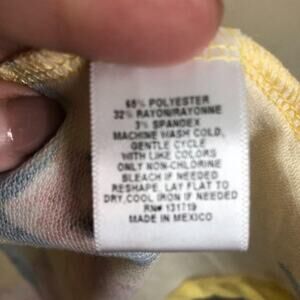 65% POLYESTER
32% RAYON/RAYONNE
3% SPANDEX
MACHINE WASH COLD,
GENTLE CYCLE
WITH LIKE COLORS
ONLY NON-CHLORINE
BLEACH IF NEEDED
RESHAPE, LAY FLAT TO
DRY, COOL IRON IF NEEDED
RN# 131719
MADE IN MEXICO